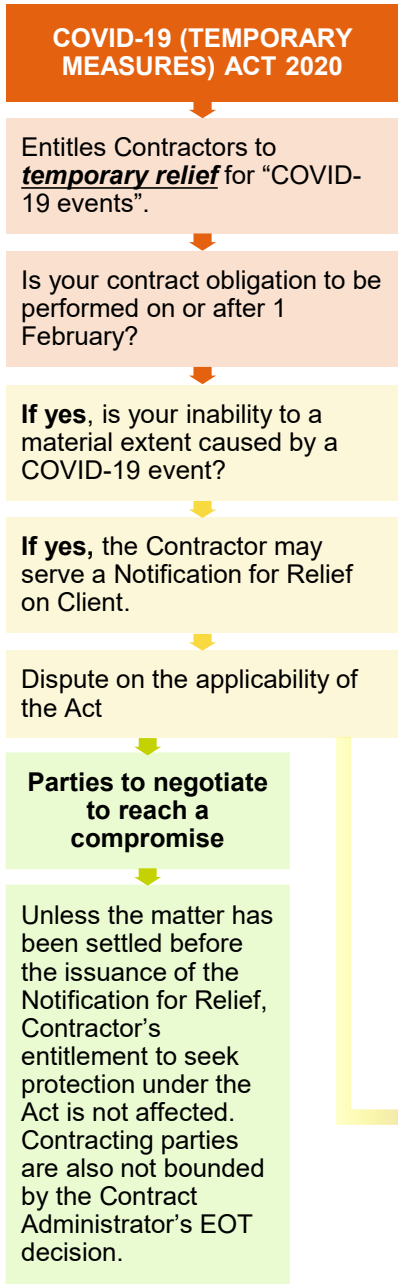 COVID-19 (TEMPORARY
MEASURES) ACT 2020
Entitles Contractors to
temporary relief for “COVID-
19 events”.
Is your contract obligation to be
performed on or after 1
February?
If yes, is your inability to a
material extent caused by a
COVID-19 event?
If yes, the Contractor may
serve a Notification for Relief
on Client.
Dispute on the applicability of
the Act
Parties to negotiate
to reach a
compromise
Unless the matter has
been settled before
the issuance of the
Notification for Relief,
Contractor’s
entitlement to seek
protection under the
Act is not affected.
Contracting parties
are also not bounded
by the Contract
Administrator’s EOT
decision.